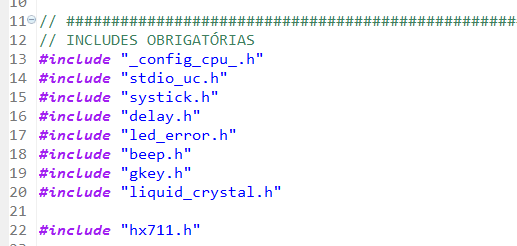 10
11 // ##################################################
12 // INCLUDES OBRIGATÓRIAS
13 #include "_config_cpu_.h"
14 #include "stdio_uc.h"
15 #include "systick.h"
16 #include "delay.h"
17 #include "led_error.h"
18 #include "beep.h"
19 #include "gkey.h"
20 #include "liquid_crystal.h"
21
22 #include "hx711.h"